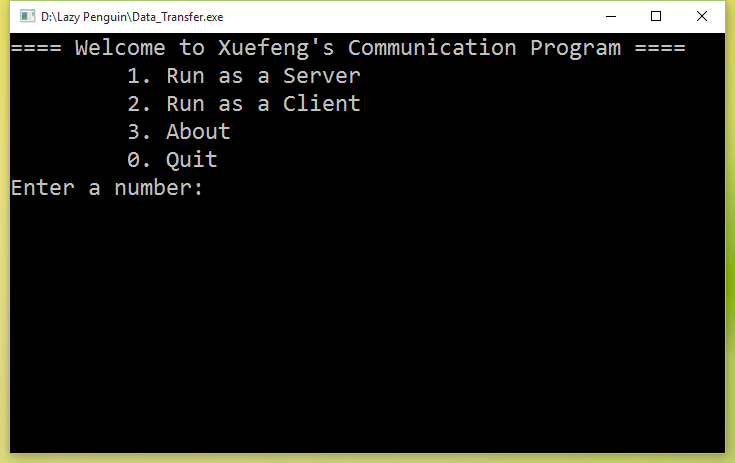 D:\Lazy Penguin\Data_Transfer.exe
==== Welcome to Xuefeng's Communication Program ====
1. Run as a Server
2. Run as a Client
3. About
0. Quit
Enter a number: